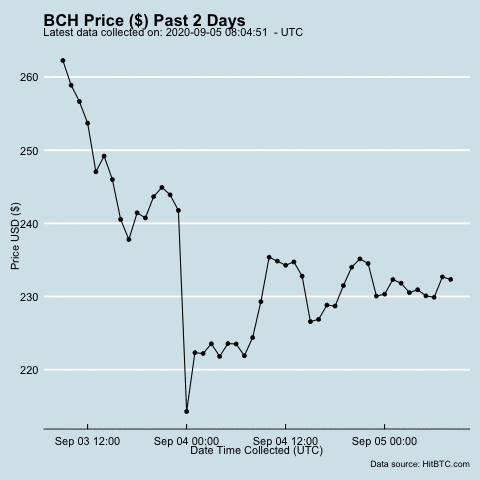 BCH Price ($) Past 2 Days
Latest data collected on: 2020-09-05 08:04:51 - UTC
260
250
240
230
220
Price USD ($)
Sep 03 12:00 Sep 04 00:00 Sep 04 12:00 Sep 05 00:00
Date Time Collected (UTC)
Data source: HitBTC.com